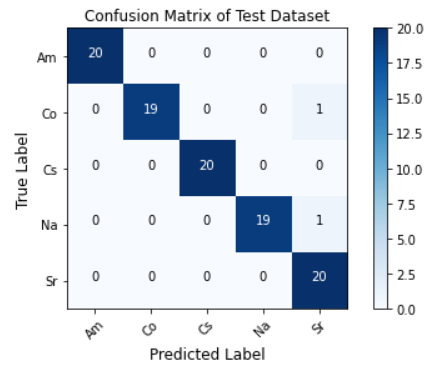 Confusion Matrix of Test Dataset
True Label
Am 20 0 0 0 0
Co 0 19 0 0 1
Cs 0 0 20 0 0
Na 0 0 0 19 1
Sr 0 0 0 0 20
Am Co Cs Na Sr
Predicted Label
20.0
17.5
15.0
12.5
10.0
7.5
5.0
2.5
0.0